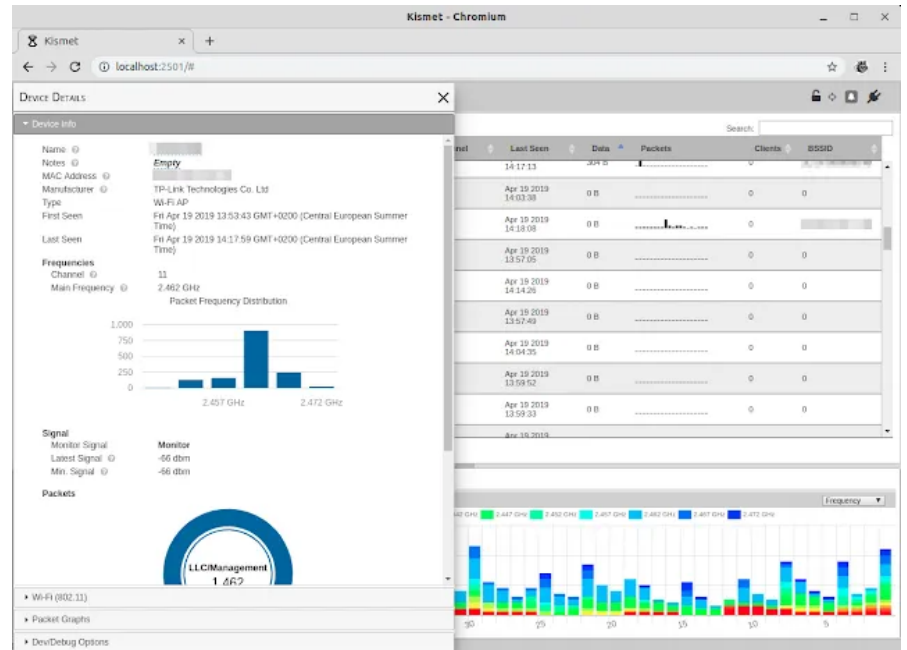 Kismet - Chromium
Kismet
localhost:2501/#
DEVICE DETAILS
Device Info
Name
Notes Empty
MAC Address
Manufacturer TP-Link Technologies Co. Ltd
Type Wi-Fi AP
First Seen Fri Apr 19 2019 13:53:43 GMT+0200 (Central European Summer
Time)
Last Seen Fri Apr 19 2019 14:17:59 GMT+0200 (Central European Summer
Time)
Frequencies
Channel 11
Main Frequency 2.462 GHz
Packet Frequency Distribution
1,000
750
500
250
0
2.457 GHz 2.472 GHz
Signal
Monitor Signal Monitor
Latest Signal -66 dbm
Min. Signal -66 dbm
Packets
LLC/Management
1,462
Wi-Fi (802.11)
Packet Graphs
Dev/Debug Options
Search:
nel Last Seen Data Packets Clients BSSID
14:17:13 304 B 0
Apr 19 2019
14:03:38 0 B 0 0
Apr 19 2019
14:18:08 0 B 0
Apr 19 2019
13:57:05 0 B 0 0
Apr 19 2019
14:14:26 0 B 0 0
Apr 19 2019
13:57:49 0 B 0 0
Apr 19 2019
14:04:35 0 B 0 0
Apr 19 2019
13:59:52 0 B 0 0
Apr 19 2019
13:59:33 0 B 0 0
Apr 19 2019
Frequency
2.447 GHz 2.452 GHz 2.457 GHz 2.462 GHz 2.467 GHz 2.472 GHz
30 25 20 15 10 5